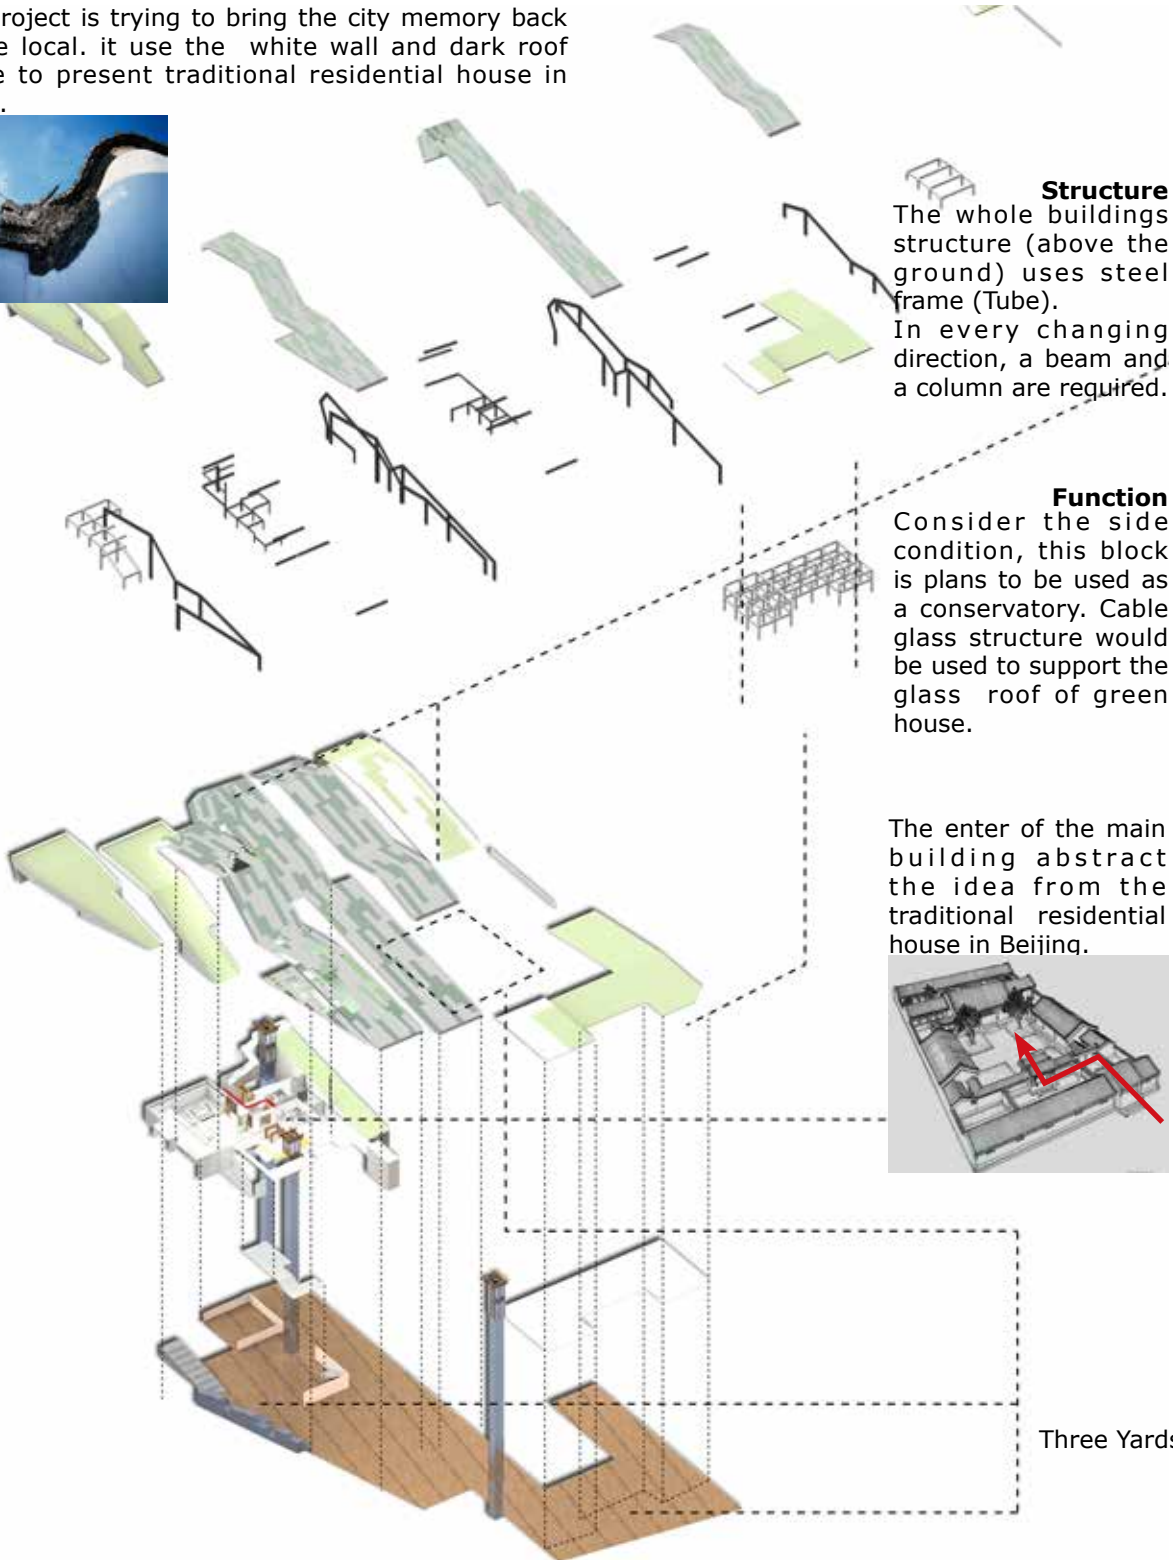 roject is trying to bring the city memory back
e local. it use the white wall and dark roof
e to present traditional residential house in
.
Structure
The whole buildings
structure (above the
ground) uses steel
frame (Tube).
In every changing
direction, a beam and
a column are required.
Function
Consider the side
condition, this block
is plans to be used as
a conservatory. Cable
glass structure would
be used to support the
glass roof of green
house.
The enter of the main
building abstract
the idea from the
traditional residential
house in Beijing.
Three Yards